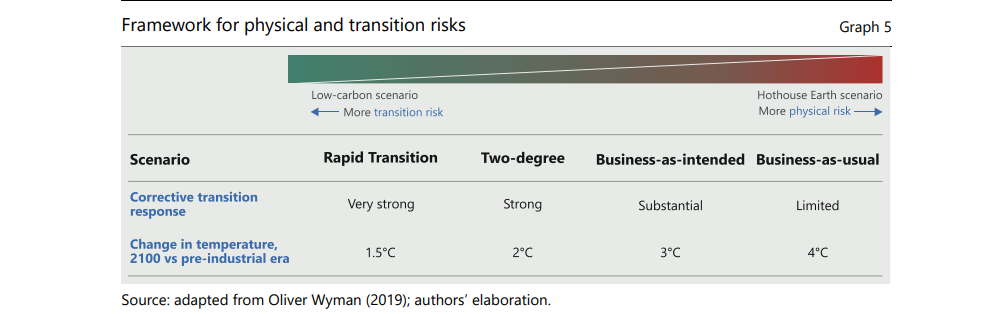 Framework for physical and transition risks
Graph 5
Low-carbon scenario
Hothouse Earth scenario
More transition risk
More physical risk
Scenario Rapid Transition Two-degree Business-as-intended Business-as-usual
Corrective transition
response
Very strong Strong Substantial Limited
Change in temperature,
2100 vs pre-industrial era
1.5°C 2°C 3°C 4°C
Source: adapted from Oliver Wyman (2019); authors’ elaboration.